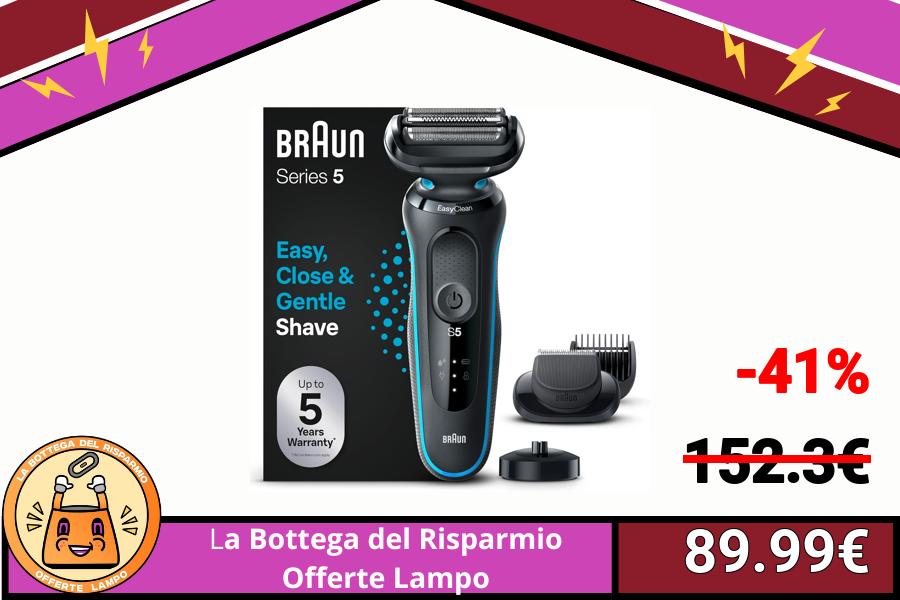 BRAUN
Series 5
Easy,
Close &
Gentle
Shave
Up to
5
Years
Warranty*
EasyClean
S5
BRAUN
BRAUN
-41%
152.3€
89.99€
La Bottega del Risparmio
Offerte Lampo
LA BOTTEGA DEL RISPARMIO
OFFERTE LAMPO